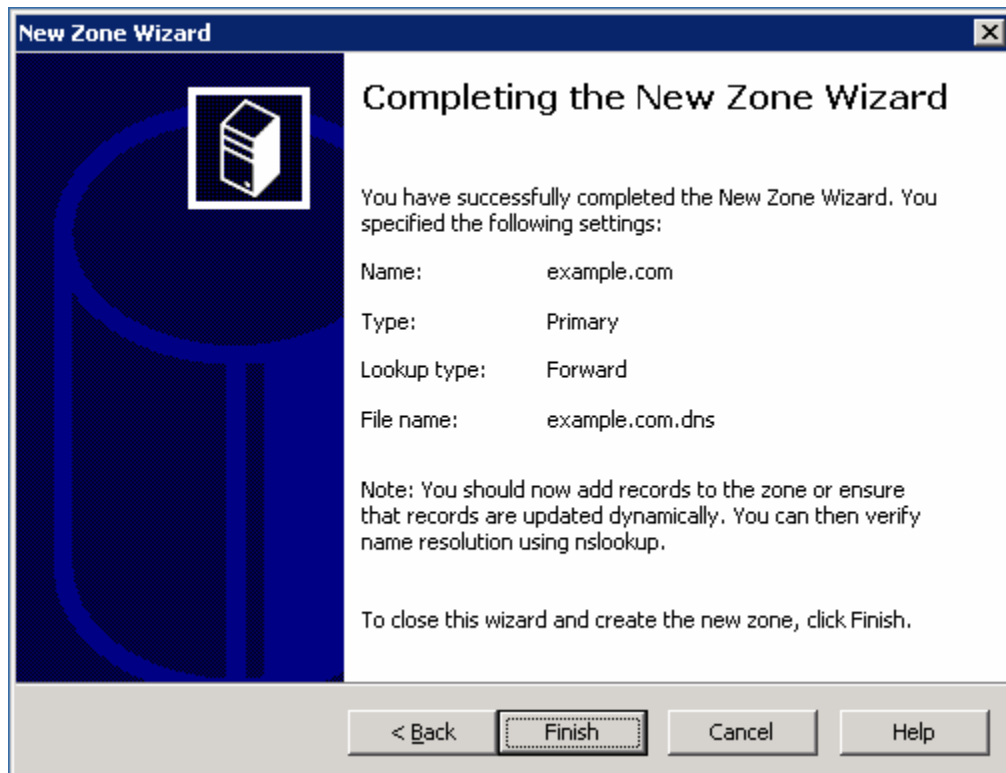 New Zone Wizard
Completing the New Zone Wizard
You have successfully completed the New Zone Wizard. You
specified the following settings:
Name: example.com
Type: Primary
Lookup type: Forward
File name: example.com.dns
Note: You should now add records to the zone or ensure
that records are updated dynamically. You can then verify
name resolution using nslookup.
To close this wizard and create the new zone, click Finish.
< Back Finish Cancel Help